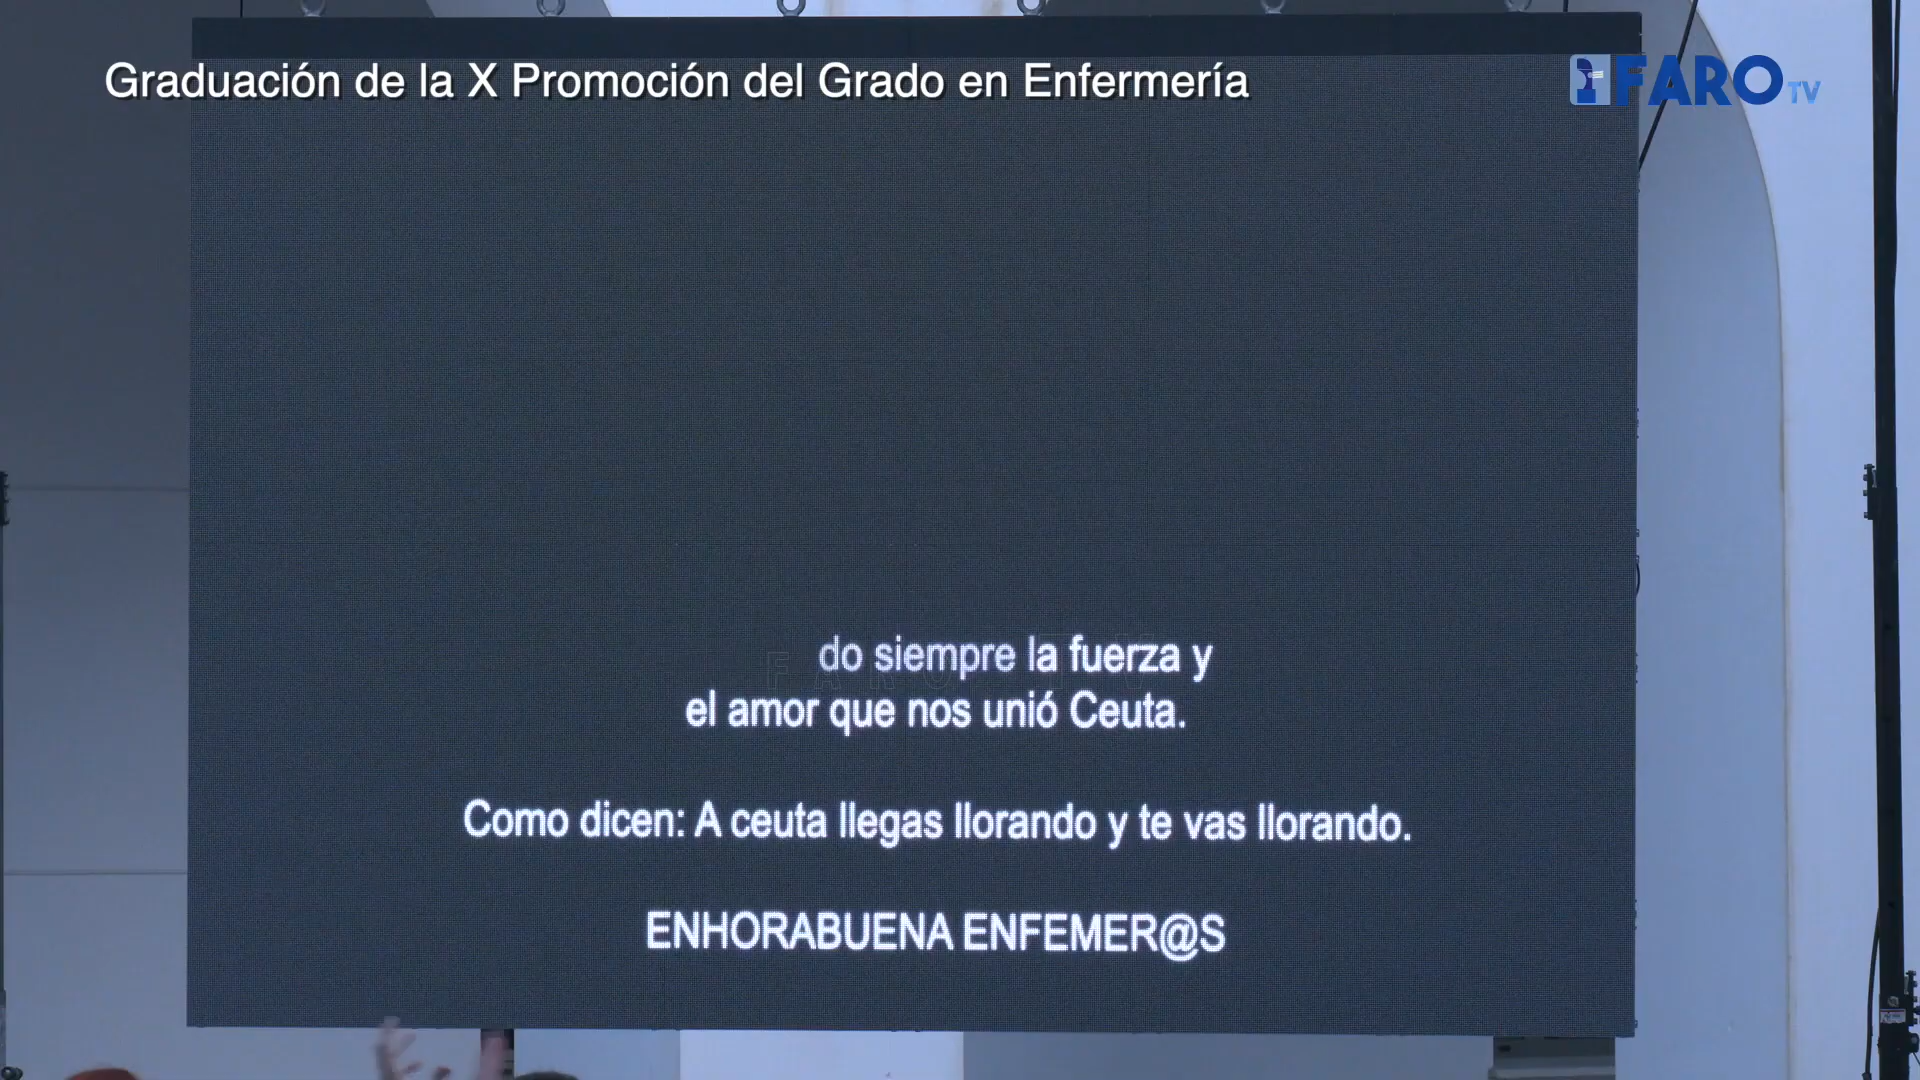 Graduación de la X Promoción del Grado en Enfermería
FARO TV
do siempre la fuerza y
el amor que nos unió Ceuta.
Como dicen: A ceuta llegas llorando y te vas llorando.
ENHORABUENA ENFEMER@S